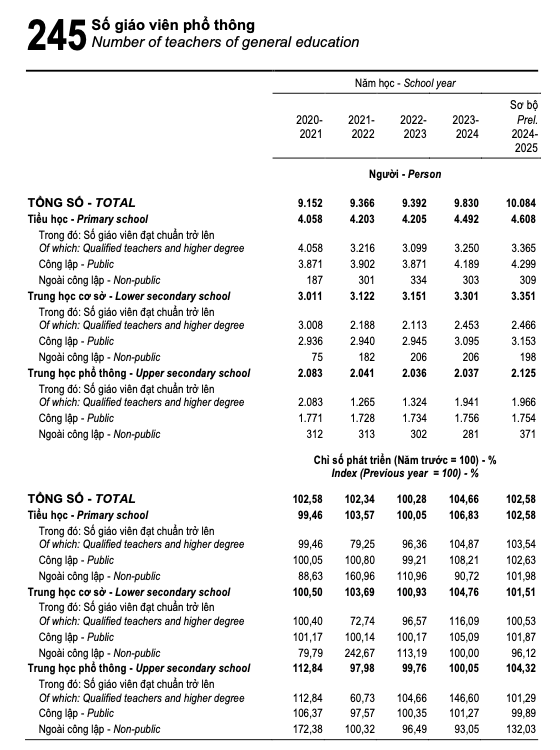 245 Số giáo viên phổ thông
Number of teachers of general education
Năm học - School year
Sơ bộ
Prel.
2020- 2021- 2022- 2023- 2024-
2021 2022 2023 2024 2025
Người - Person
TỔNG SỐ - TOTAL 9.152 9.366 9.392 9.830 10.084
Tiểu học - Primary school 4.058 4.203 4.205 4.492 4.608
Trong đó: Số giáo viên đạt chuẩn trở lên
Of which: Qualified teachers and higher degree 4.058 3.216 3.099 3.250 3.365
Công lập - Public 3.871 3.902 3.871 4.189 4.299
Ngoài công lập - Non-public 187 301 334 303 309
Trung học cơ sở - Lower secondary school 3.011 3.122 3.151 3.301 3.351
Trong đó: Số giáo viên đạt chuẩn trở lên
Of which: Qualified teachers and higher degree 3.008 2.188 2.113 2.453 2.466
Công lập - Public 2.936 2.940 2.945 3.095 3.153
Ngoài công lập - Non-public 75 182 206 206 198
Trung học phổ thông - Upper secondary school 2.083 2.041 2.036 2.037 2.125
Trong đó: Số giáo viên đạt chuẩn trở lên
Of which: Qualified teachers and higher degree 2.083 1.265 1.324 1.941 1.966
Công lập - Public 1.771 1.728 1.734 1.756 1.754
Ngoài công lập - Non-public 312 313 302 281 371
Chỉ số phát triển (Năm trước = 100) - %
Index (Previous year = 100) - %
TỔNG SỐ - TOTAL 102,58 102,34 100,28 104,66 102,58
Tiểu học - Primary school 99,46 103,57 100,05 106,83 102,58
Trong đó: Số giáo viên đạt chuẩn trở lên
Of which: Qualified teachers and higher degree 99,46 79,25 96,36 104,87 103,54
Công lập - Public 100,05 100,80 99,21 108,21 102,63
Ngoài công lập - Non-public 88,63 160,96 110,96 90,72 101,98
Trung học cơ sở - Lower secondary school 100,50 103,69 100,93 104,76 101,51
Trong đó: Số giáo viên đạt chuẩn trở lên
Of which: Qualified teachers and higher degree 100,40 72,74 96,57 116,09 100,53
Công lập - Public 101,17 100,14 100,17 105,09 101,87
Ngoài công lập - Non-public 79,79 242,67 113,19 100,00 96,12
Trung học phổ thông - Upper secondary school 112,84 97,98 99,76 100,05 104,32
Trong đó: Số giáo viên đạt chuẩn trở lên
Of which: Qualified teachers and higher degree 112,84 60,73 104,66 146,60 101,29
Công lập - Public 106,37 97,57 100,35 101,27 99,89
Ngoài công lập - Non-public 172,38 100,32 96,49 93,05 132,03